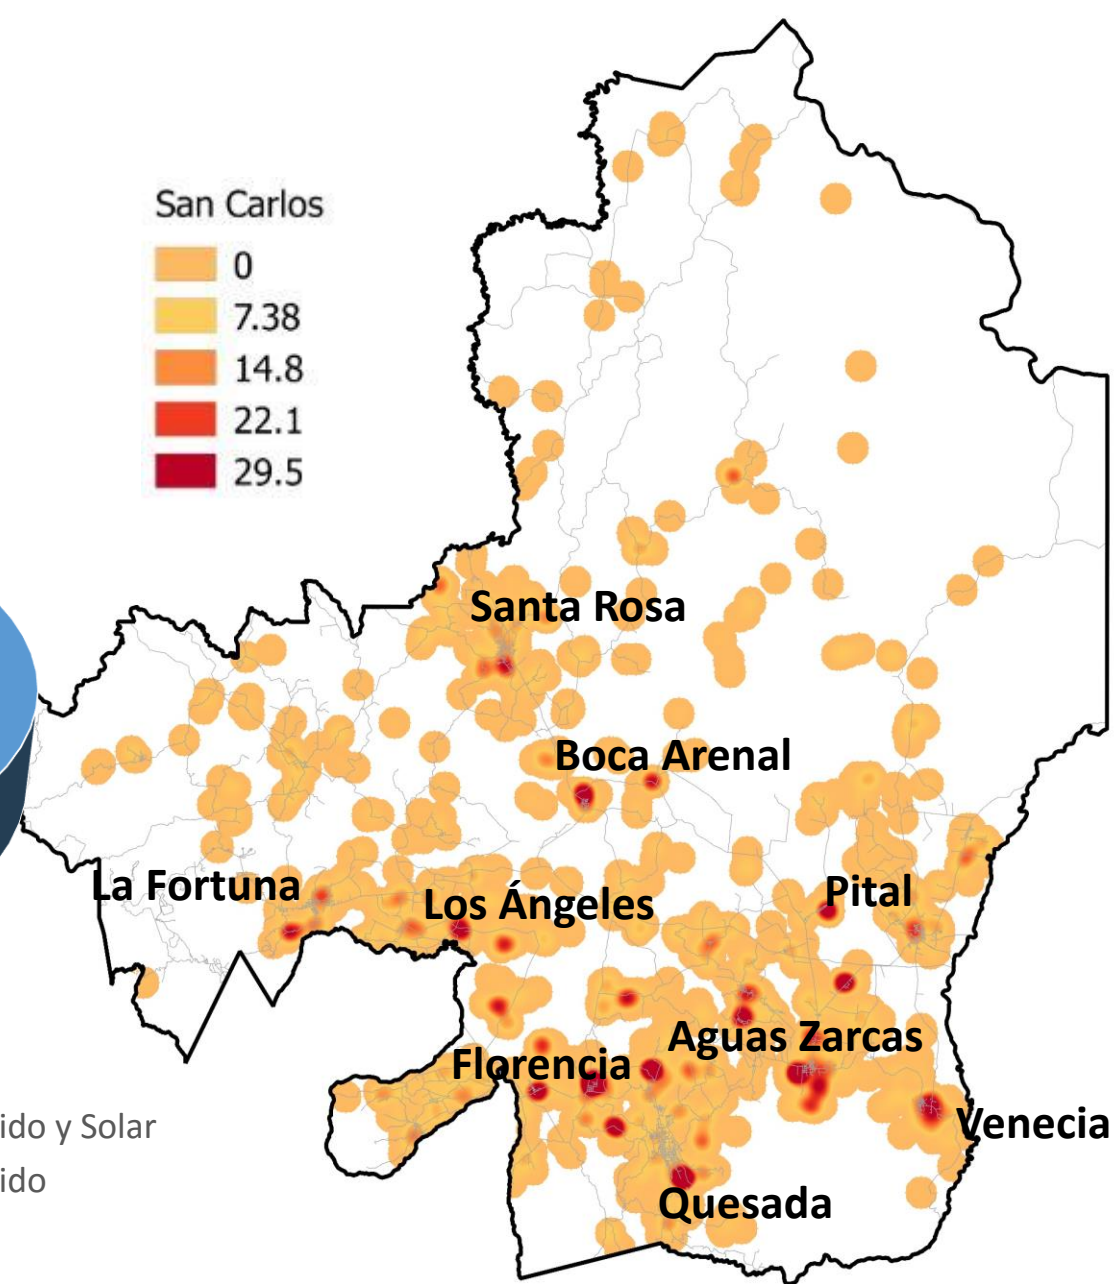 San Carlos
0
7.38
14.8
22.1
29.5
Santa Rosa
Boca Arenal
La Fortuna
Los Ángeles
Pital
Aguas Zarcas
Florencia
Venecia
Quesada
ido y Solar
ido